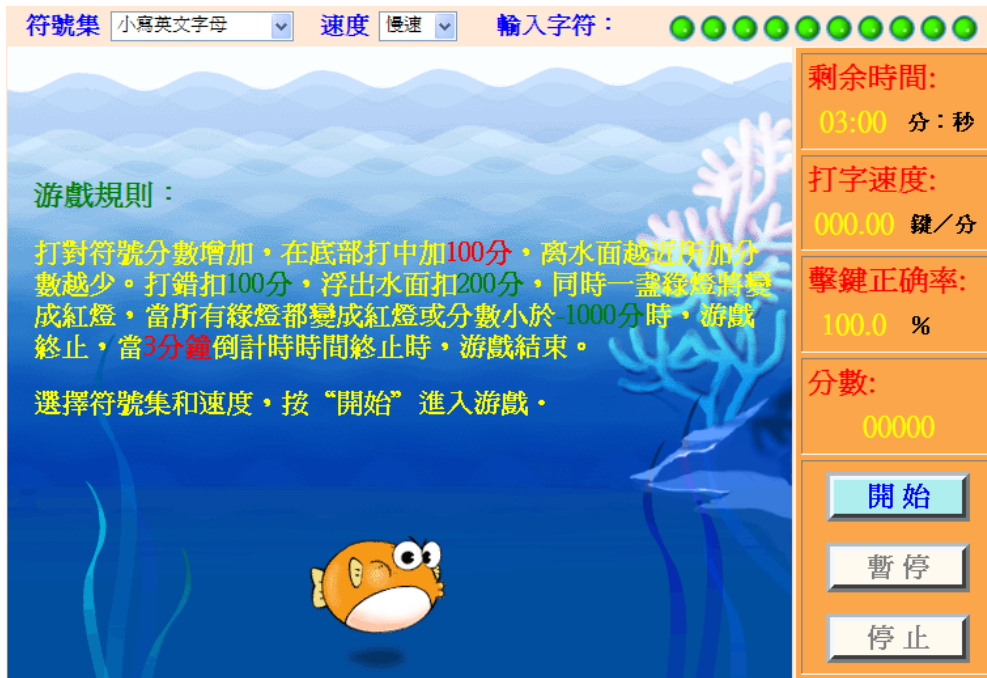 符號集 小寫英文字母 速度 慢速 輸入字符：
剩余時間:
03:00 分：秒
打字速度:
000.00 鍵／分
擊鍵正确率:
100.0 %
分數:
00000
開始
暫停
停止
游戲規則：
打對符號分數增加，在底部打中加100分，离水面越近所加分
數越少。打錯扣100分，浮出水面扣200分，同時一盞綠燈將變
成紅燈，當所有綠燈都變成紅燈或分數小於-1000分時，游戲
終止，當3分鐘倒計時時間終止時，游戲結束。
選擇符號集和速度，按“開始”進入游戲．